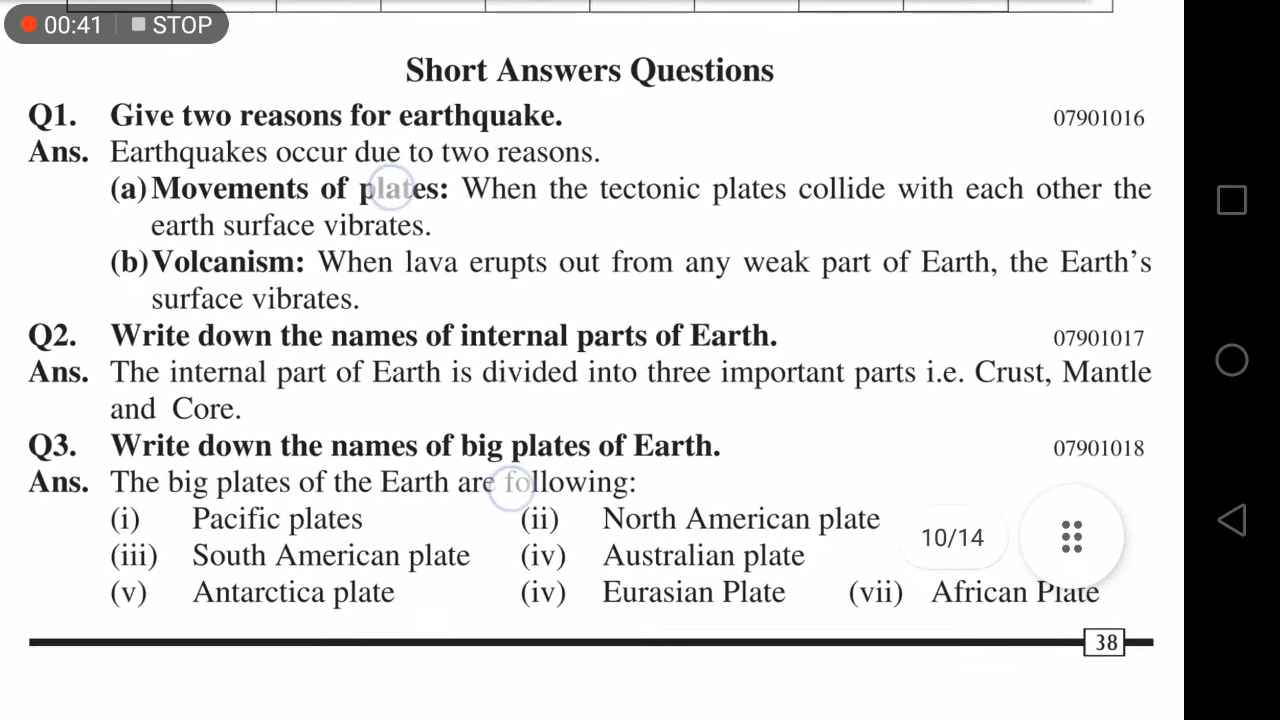 00:41 STOP
Short Answers Questions
Q1. Give two reasons for earthquake. 07901016
Ans. Earthquakes occur due to two reasons.
(a) Movements of plates: When the tectonic plates collide with each other the
earth surface vibrates.
(b) Volcanism: When lava erupts out from any weak part of Earth, the Earth's
surface vibrates.
Q2. Write down the names of internal parts of Earth. 07901017
Ans. The internal part of Earth is divided into three important parts i.e. Crust, Mantle
and Core.
Q3. Write down the names of big plates of Earth. 07901018
Ans. The big plates of the Earth are following:
(i) Pacific plates (ii) North American plate
10/14
(iii) South American plate (iv) Australian plate
(v) Antarctica plate (iv) Eurasian Plate (vii) African Plate
38